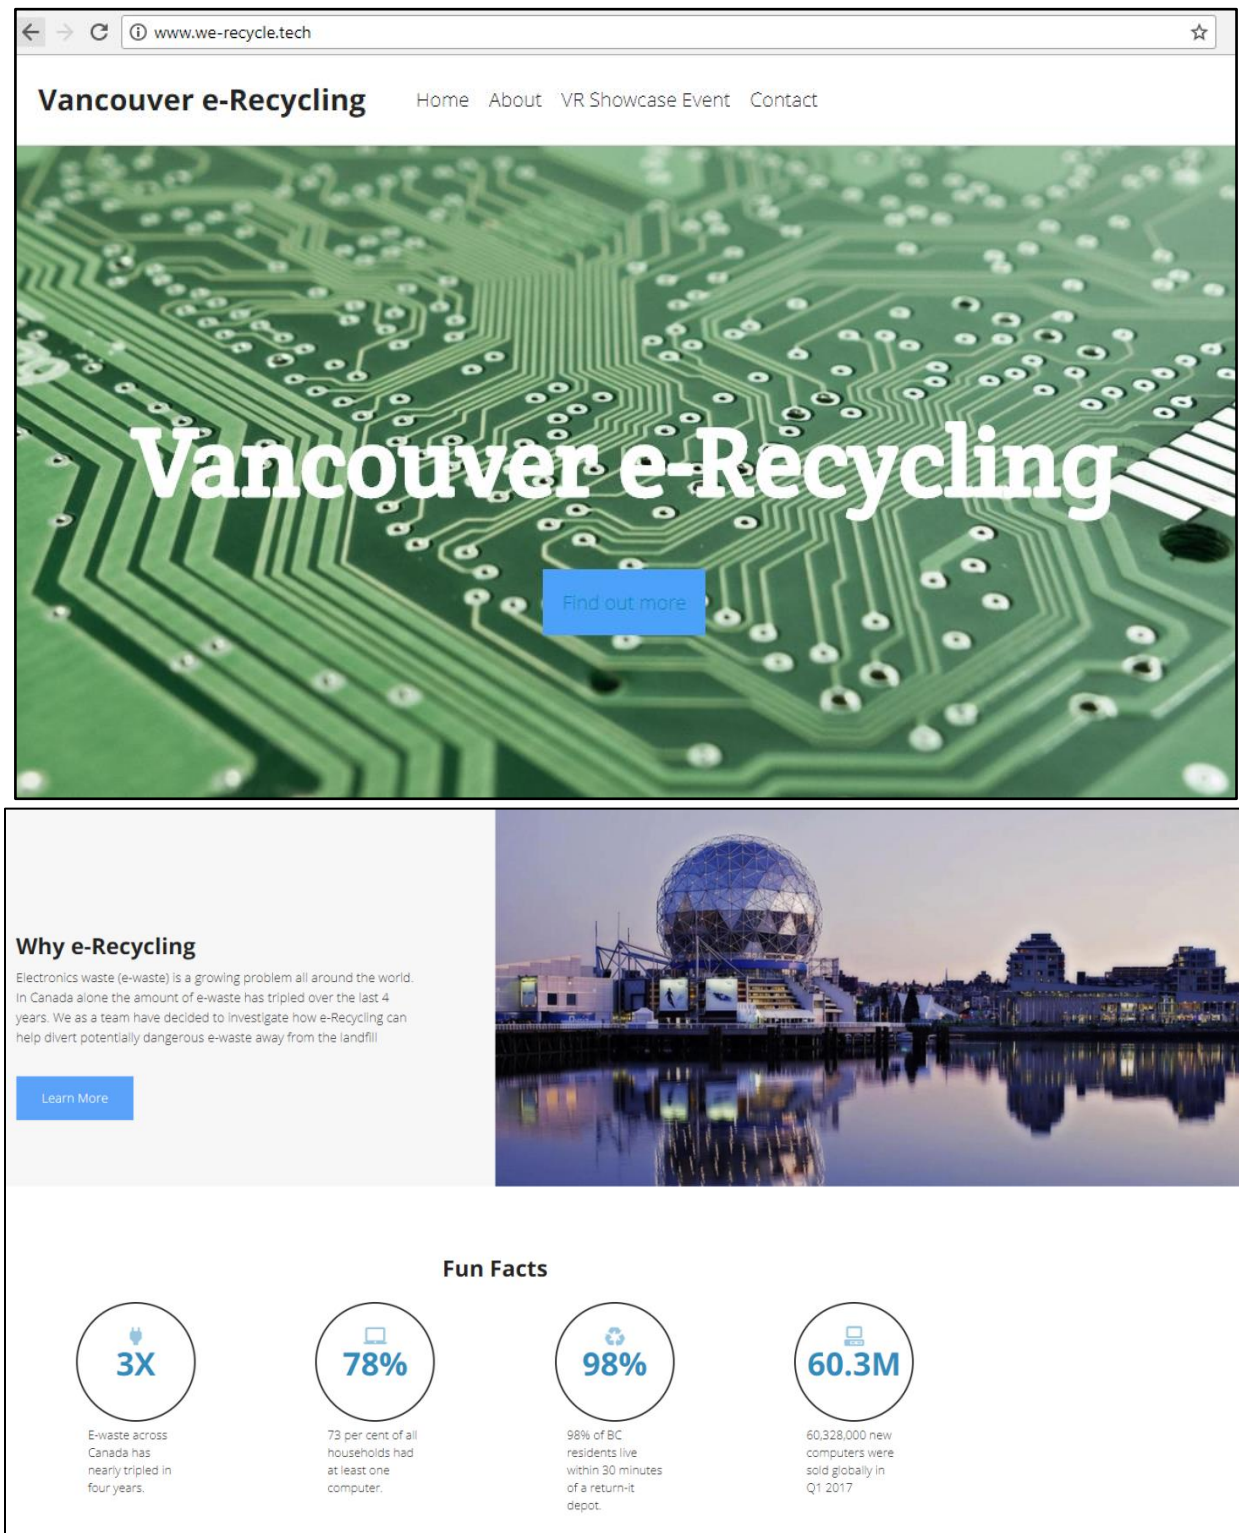 www.we-recycle.tech
Vancouver e-Recycling Home About VR Showcase Event Contact
Vancouver e-Recycling
Find out more
Why e-Recycling
Electronics waste (e-waste) is a growing problem all around the world.
In Canada alone the amount of e-waste has tripled over the last 4
years. We as a team have decided to investigate how e-Recycling can
help divert potentially dangerous e-waste away from the landfill
Learn More
Fun Facts
3X
E-waste across
Canada has
nearly tripled in
four years.
78%
73 per cent of all
households had
at least one
computer.
98%
98% of BC
residents live
within 30 minutes
of a return-it
depot.
60.3M
60,328,000 new
computers were
sold globally in
Q1 2017